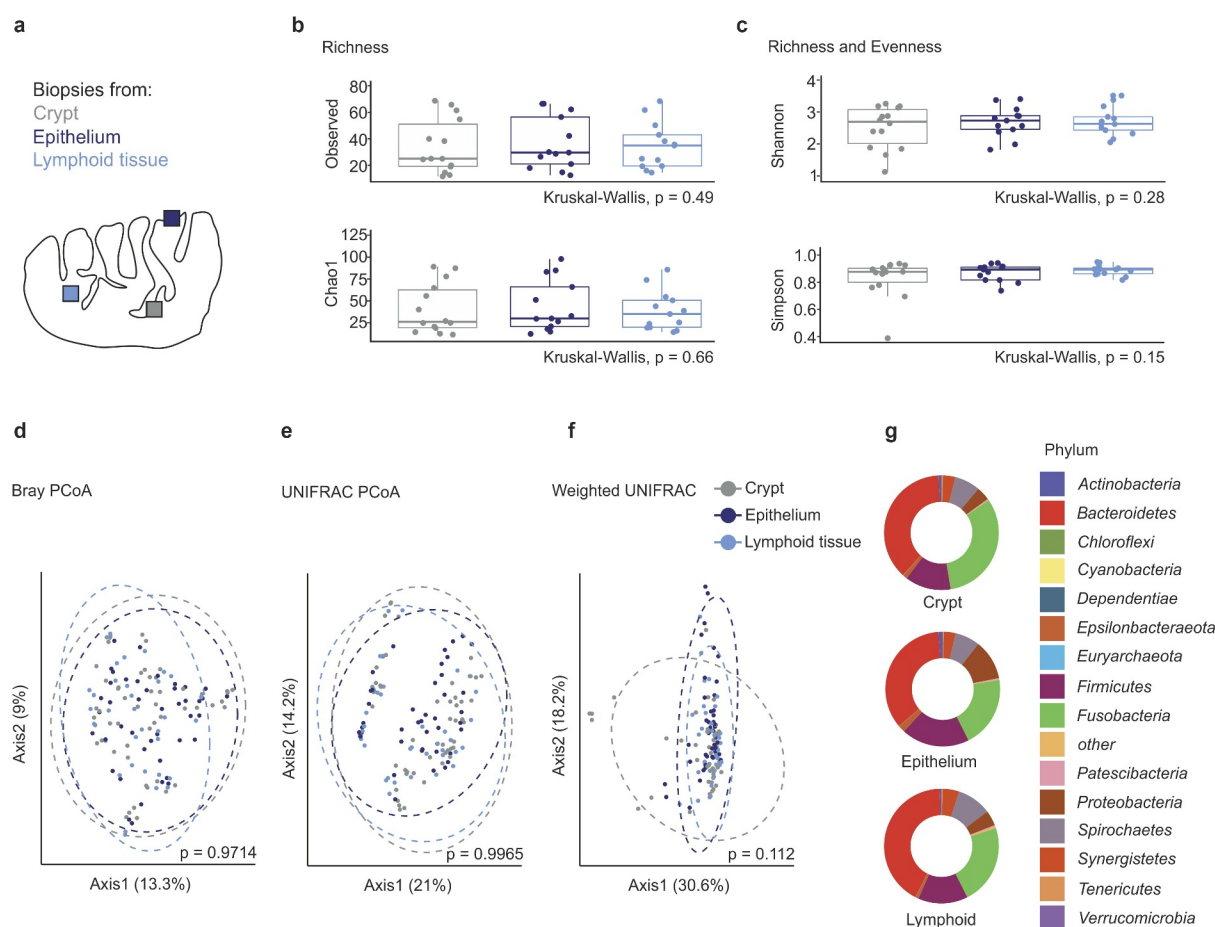 a
Biopsies from:
Crypt
Epithelium
Lymphoid tissue
b
Richness
Observed
80
60
40
20
Kruskal-Wallis, p = 0.49
Chao1
125
100
75
50
25
Kruskal-Wallis, p = 0.66
c
Richness and Evenness
Shannon
4
3
2
1
Kruskal-Wallis, p = 0.28
Simpson
1.0
0.8
0.6
0.4
Kruskal-Wallis, p = 0.15
d
Bray PCoA
Axis2 (9%)
p = 0.9714
Axis1 (13.3%)
e
UNIFRAC PCoA
Axis2 (14.2%)
p = 0.9965
Axis1 (21%)
f
Weighted UNIFRAC
Crypt
Epithelium
Lymphoid tissue
Axis2 (18.2%)
p = 0.112
Axis1 (30.6%)
g
Crypt
Epithelium
Lymphoid
Phylum
Actinobacteria
Bacteroidetes
Chloroflexi
Cyanobacteria
Dependentiae
Epsilonbacteraeota
Euryarchaeota
Firmicutes
Fusobacteria
other
Patescibacteria
Proteobacteria
Spirochaetes
Synergistetes
Tenericutes
Verrucomicrobia